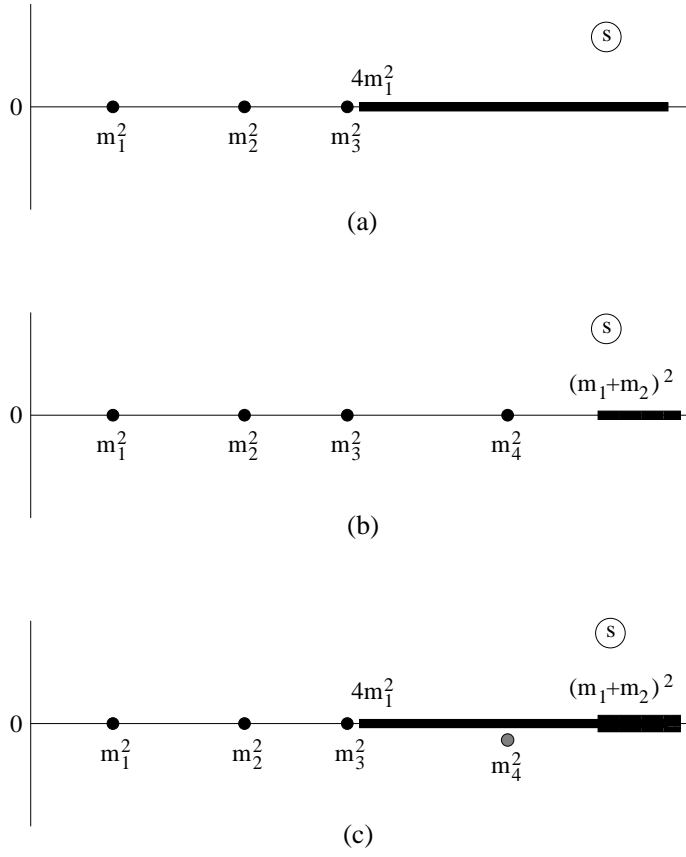 s
4m₁²
0
m₁² m₂² m₃²
(a)
s
(m₁+m₂)²
0
m₁² m₂² m₃² m₄²
(b)
s
4m₁² (m₁+m₂)²
0
m₁² m₂² m₃² m₄²
(c)